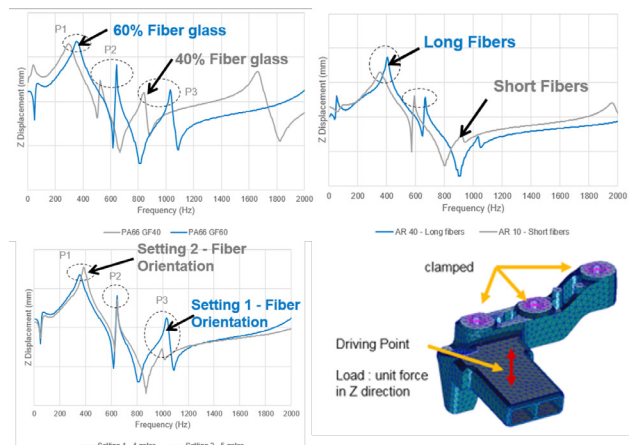 60% Fiber glass
P1
P2
40% Fiber glass
P3
Z Displacement (mm)
0 200 400 600 800 1000 1200 1400 1600 1800 2000
Frequency (Hz)
PA66 GF40 PA66 GF60
Long Fibers
Short Fibers
Z Displacement (mm)
0 200 400 600 800 1000 1200 1400 1600 1800 2000
Frequency (Hz)
AR 40 - Long fibers AR 10 - Short fibers
P1
Setting 2 - Fiber
Orientation
P2
P3
Setting 1 - Fiber
Orientation
Z Displacement (mm)
0 200 400 600 800 1000 1200 1400 1600 1800 2000
Frequency (Hz)
clamped
Driving Point
Load : unit force
in Z direction